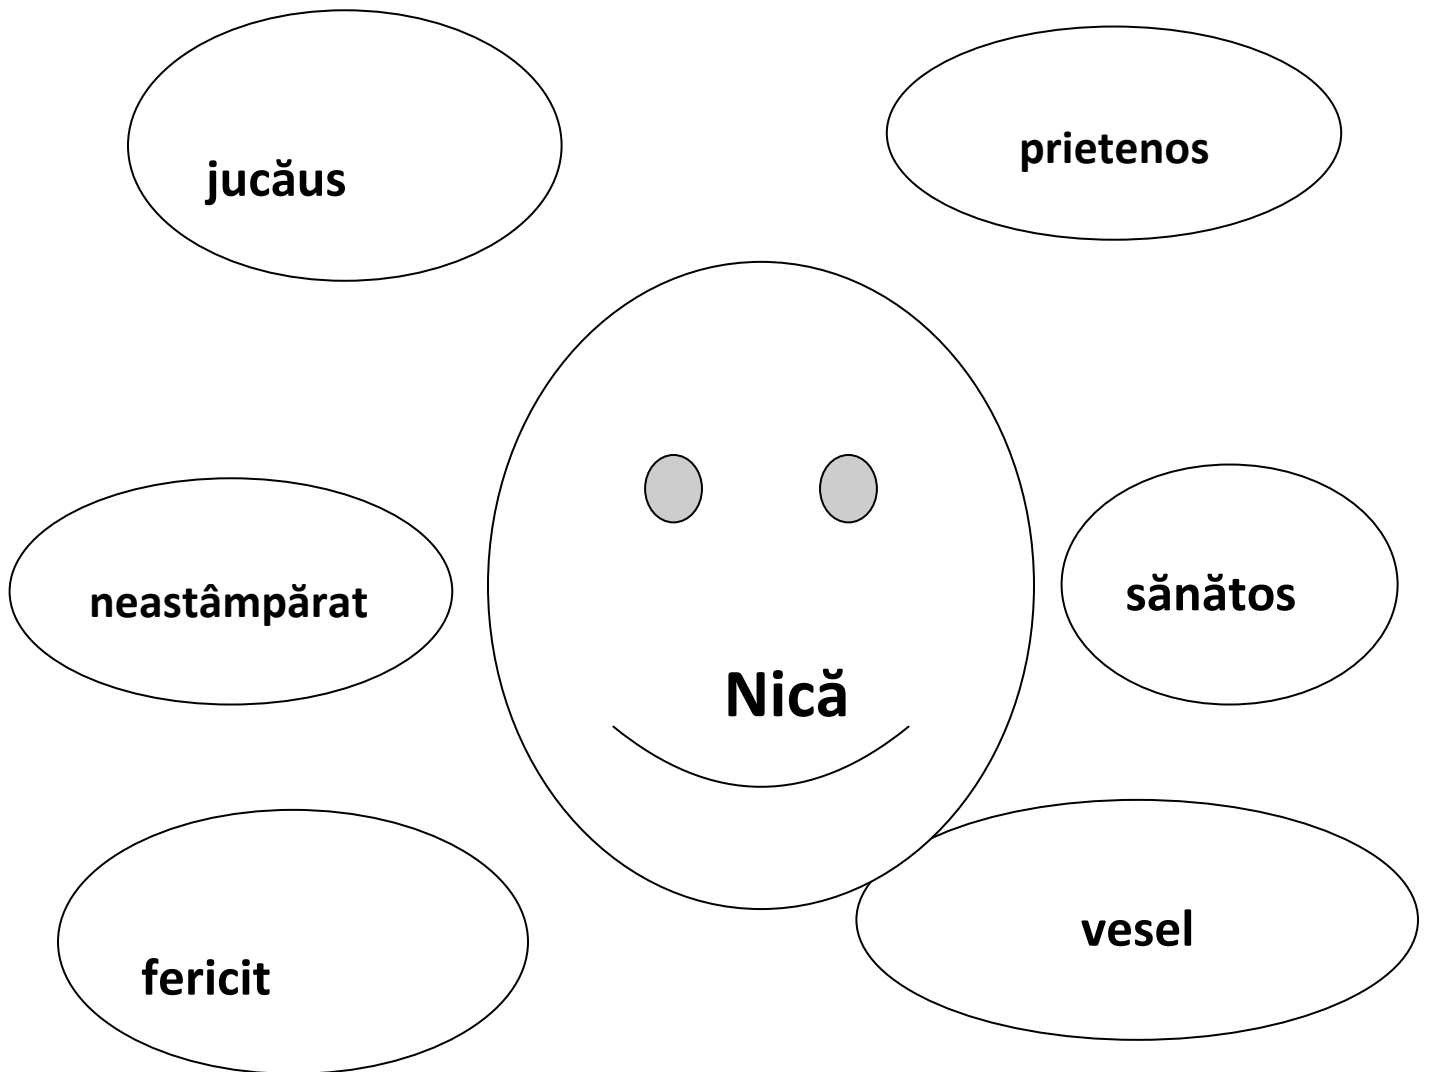 jucăus
prietenos
neastâmpărat
sănătos
Nică
fericit
vesel